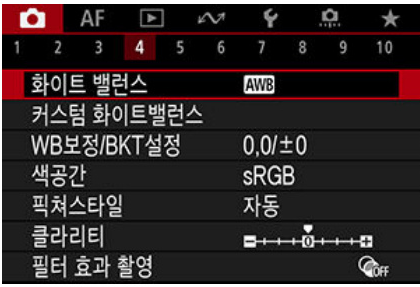 AF
1 2 3 4 5 6 7 8 9 10
화이트 밸런스 AWB
커스텀 화이트밸런스
WB보정/BKT설정 0,0/±0
색공간 sRGB
픽쳐스타일 자동
클라리티 0
필터 효과 촬영 OFF